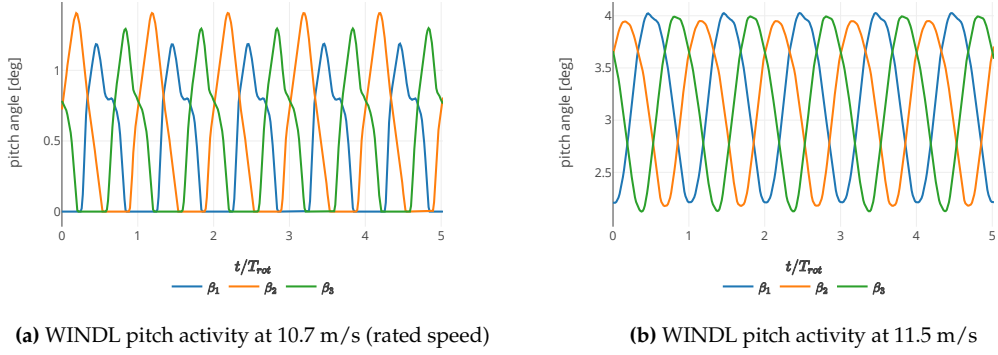 pitch angle [deg]
1
0.5
0
0 1 2 3 4 5
t/T_rot
β₁ β₂ β₃
(a) WINDL pitch activity at 10.7 m/s (rated speed)
pitch angle [deg]
4
3.5
3
2.5
0 1 2 3 4 5
t/T_rot
β₁ β₂ β₃
(b) WINDL pitch activity at 11.5 m/s